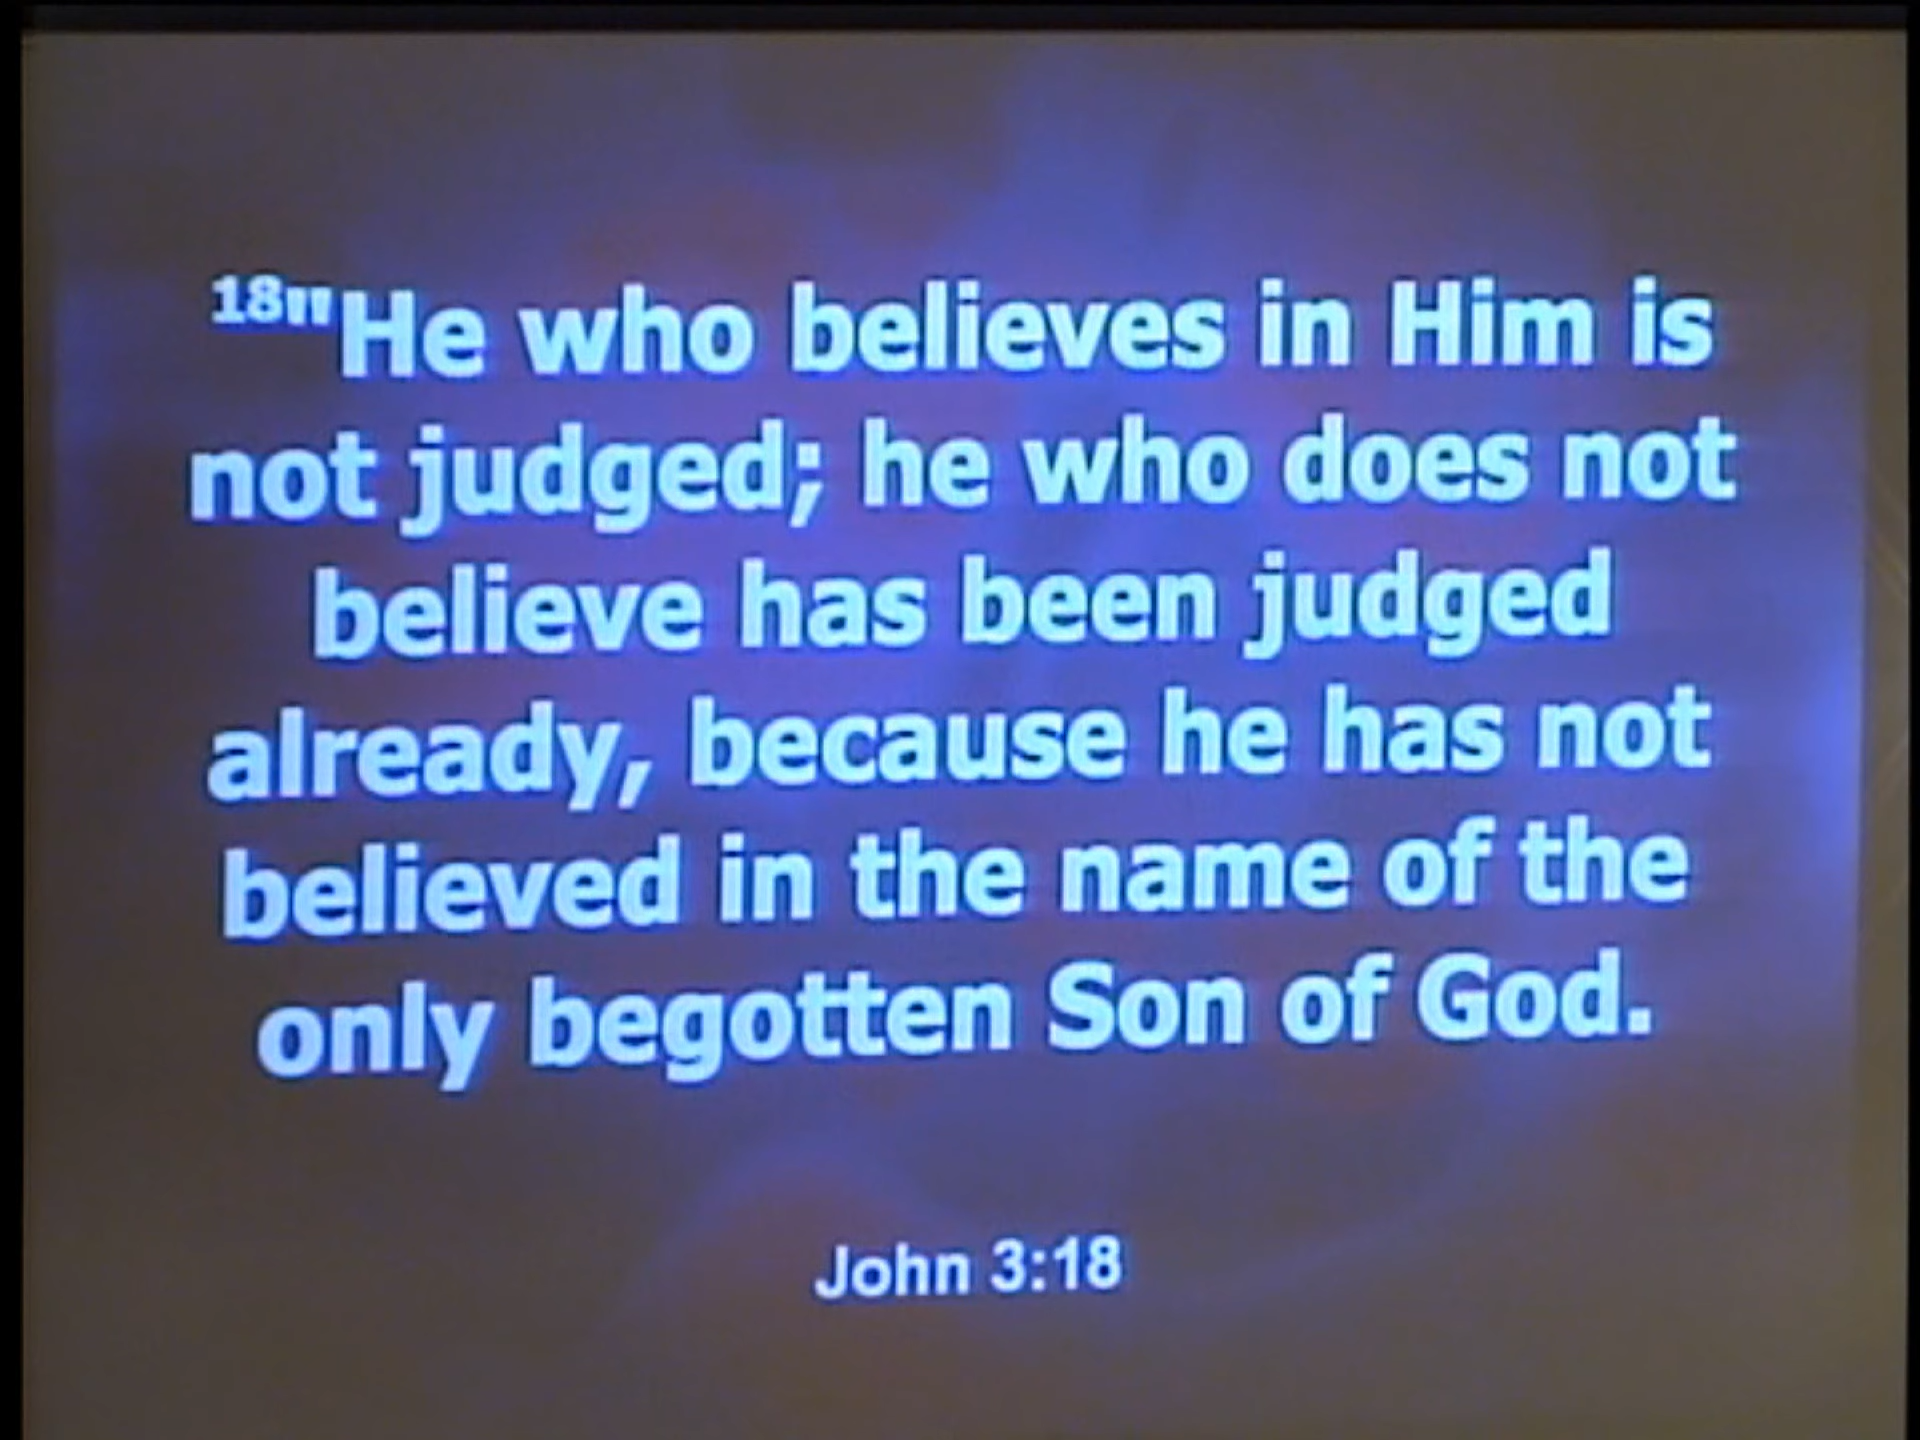 18"He who believes in Him is
not judged; he who does not
believe has been judged
already, because he has not
believed in the name of the
only begotten Son of God.
John 3:18